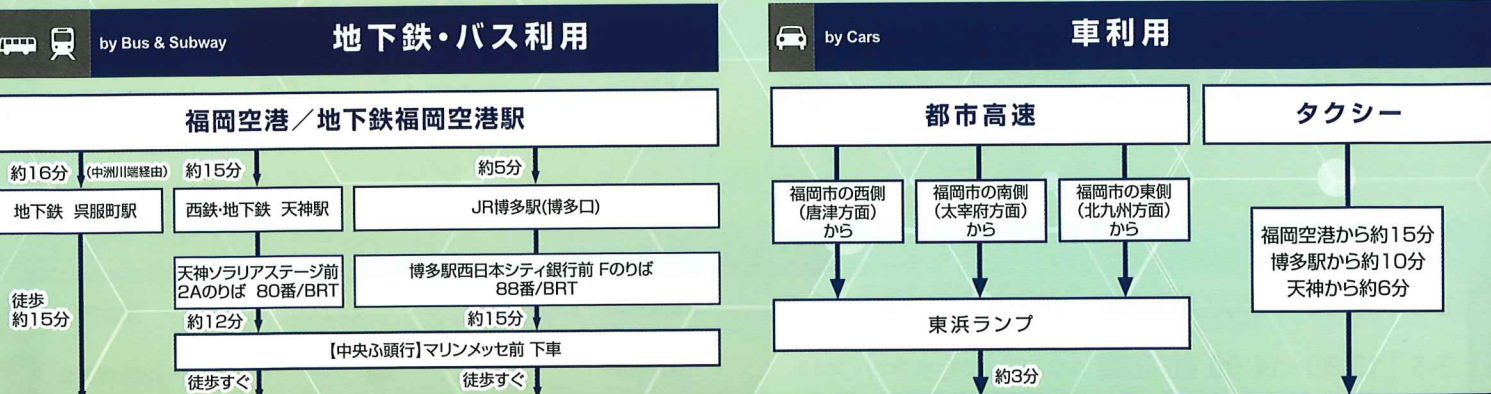 by Bus & Subway
地下鉄・バス利用
福岡空港／地下鉄福岡空港駅
約16分
(中洲川端経由)
約15分
約5分
地下鉄 呉服町駅
西鉄・地下鉄 天神駅
JR博多駅(博多口)
天神ソラリアステージ前
2Aのりば 80番/BRT
博多駅西日本シティ銀行前 Fのりば
88番/BRT
徒歩
約15分
約12分
約15分
【中央ふ頭行】マリンメッセ前 下車
徒歩すぐ
徒歩すぐ
by Cars
車利用
都市高速
タクシー
福岡市の西側
（唐津方面）
から
福岡市の南側
（太宰府方面）
から
福岡市の東側
（北九州方面）
から
福岡空港から約15分
博多駅から約10分
天神から約6分
東浜ランプ
約3分